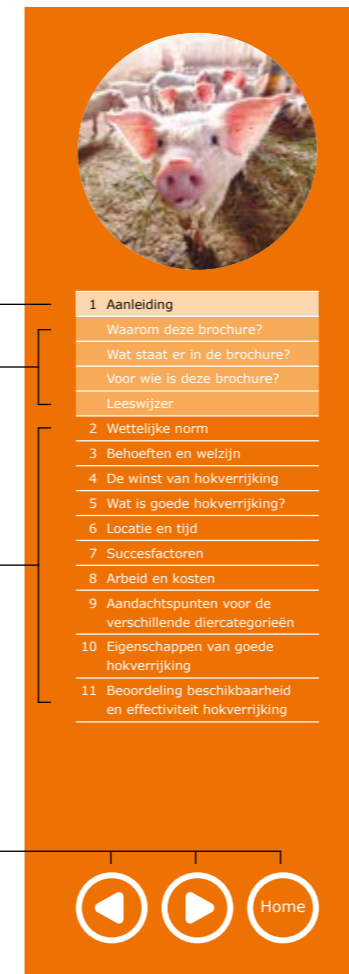 1 Aanleiding
Waarom deze brochure?
Wat staat er in de brochure?
Voor wie is deze brochure?
Leeswijzer
2 Wettelijke norm
3 Behoeften en welzijn
4 De winst van hokverrijking
5 Wat is goede hokverrijking?
6 Locatie en tijd
7 Succesfactoren
8 Arbeid en kosten
9 Aandachtspunten voor de
verschillende diercategorieën
10 Eigenschappen van goede
hokverrijking
11 Beoordeling beschikbaarheid
en effectiviteit hokverrijking
Home